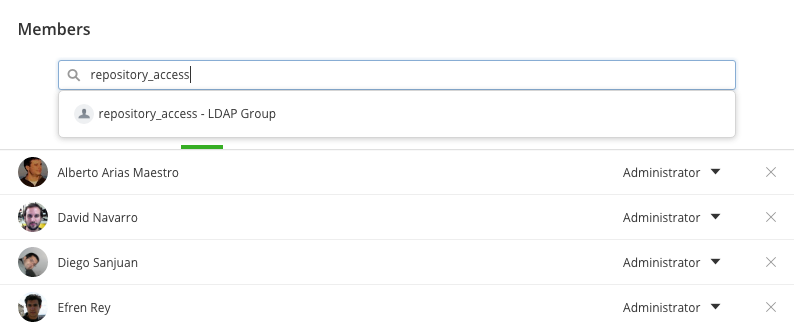 Members
repository_access
repository_access - LDAP Group
Alberto Arias Maestro Administrator
David Navarro Administrator
Diego Sanjuan Administrator
Efren Rey Administrator